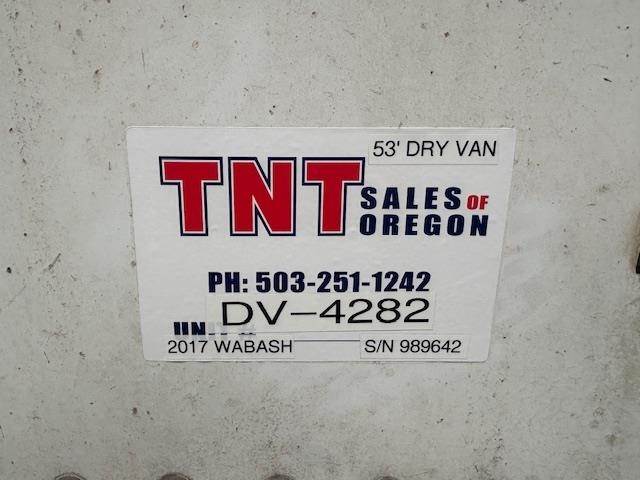 53' DRY VAN
TNT SALES OF
OREGON
PH: 503-251-1242
DV-4282
2017 WABASH S/N 989642